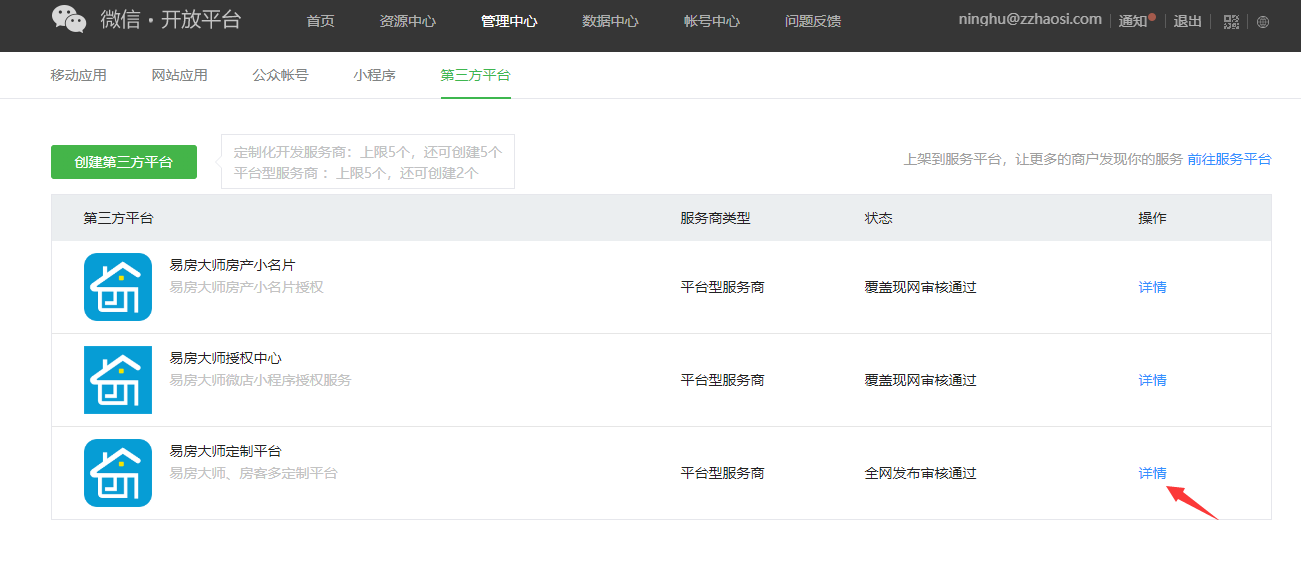 微信·开放平台 首页 资源中心 管理中心 数据中心 帐号中心 问题反馈 ninghu@zzhaosi.com 通知 退出
移动应用 网站应用 公众帐号 小程序 第三方平台
创建第三方平台
定制化开发服务商：上限5个，还可创建5个
平台型服务商：上限5个，还可创建2个
上架到服务平台，让更多的商户发现你的服务 前往服务平台
第三方平台 服务商类型 状态 操作
易房大师房产小名片
易房大师房产小名片授权
平台型服务商 覆盖现网审核通过 详情
易房大师授权中心
易房大师微店小程序授权服务
平台型服务商 覆盖现网审核通过 详情
易房大师定制平台
易房大师、房客多定制平台
平台型服务商 全网发布审核通过 详情